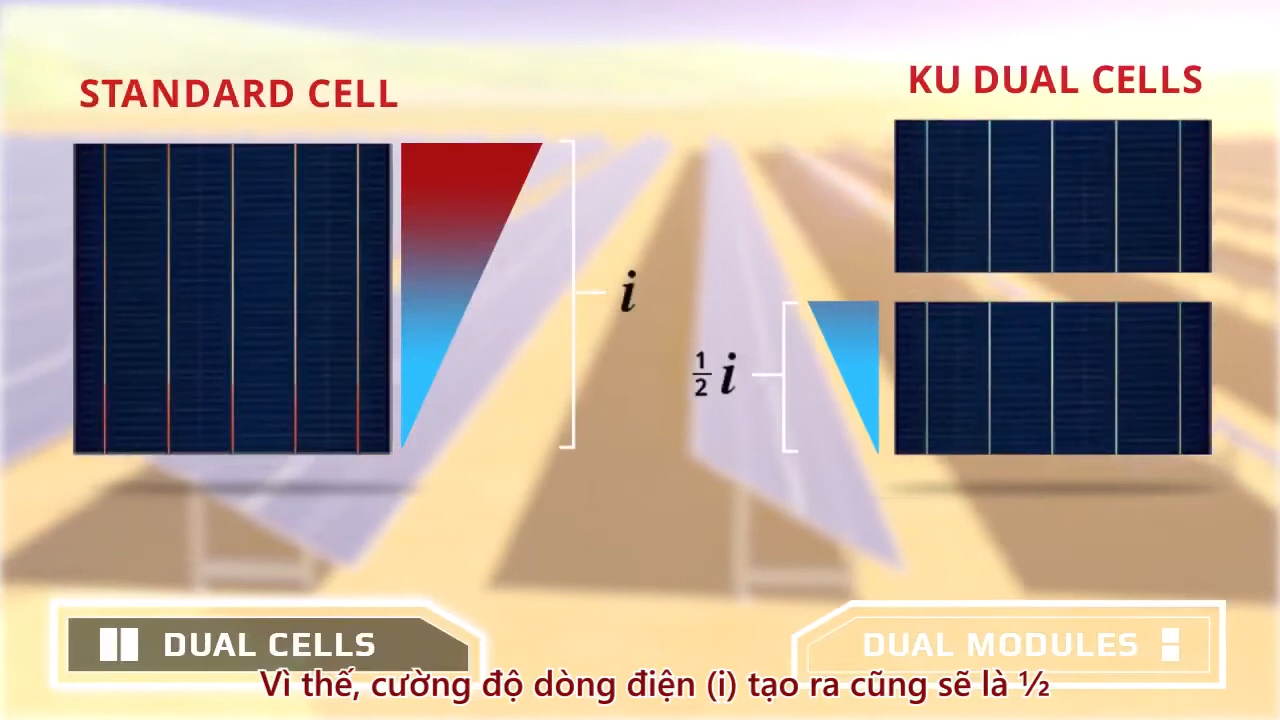 STANDARD CELL
KU DUAL CELLS
i
½ i
DUAL CELLS
DUAL MODULES
Vì thế, cường độ dòng điện (i) tạo ra cũng sẽ là ½